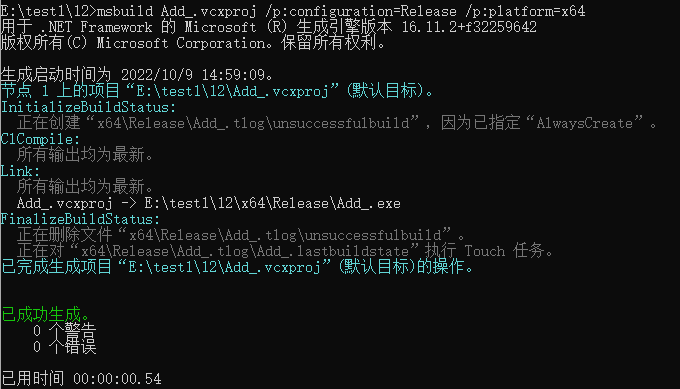 E:\test1\12>msbuild Add_.vcxproj /p:configuration=Release /p:platform=x64
用于 .NET Framework 的 Microsoft (R) 生成引擎版本 16.11.2+f32259642
版权所有(C) Microsoft Corporation。保留所有权利。
生成启动时间为 2022/10/9 14:59:09。
节点 1 上的项目“E:\test1\12\Add_.vcxproj”(默认目标)。
InitializeBuildStatus:
正在创建“x64\Release\Add_.tlog\unsuccessfulbuild”，因为已指定“AlwaysCreate”。
ClCompile:
所有输出均为最新。
Link:
所有输出均为最新。
Add_.vcxproj -> E:\test1\12\x64\Release\Add_.exe
FinalizeBuildStatus:
正在删除文件“x64\Release\Add_.tlog\unsuccessfulbuild”。
正在对“x64\Release\Add_.tlog\Add_.lastbuildstate”执行 Touch 任务。
已完成生成项目“E:\test1\12\Add_.vcxproj”(默认目标)的操作。
已成功生成。
0 个警告
0 个错误
已用时间 00:00:00.54